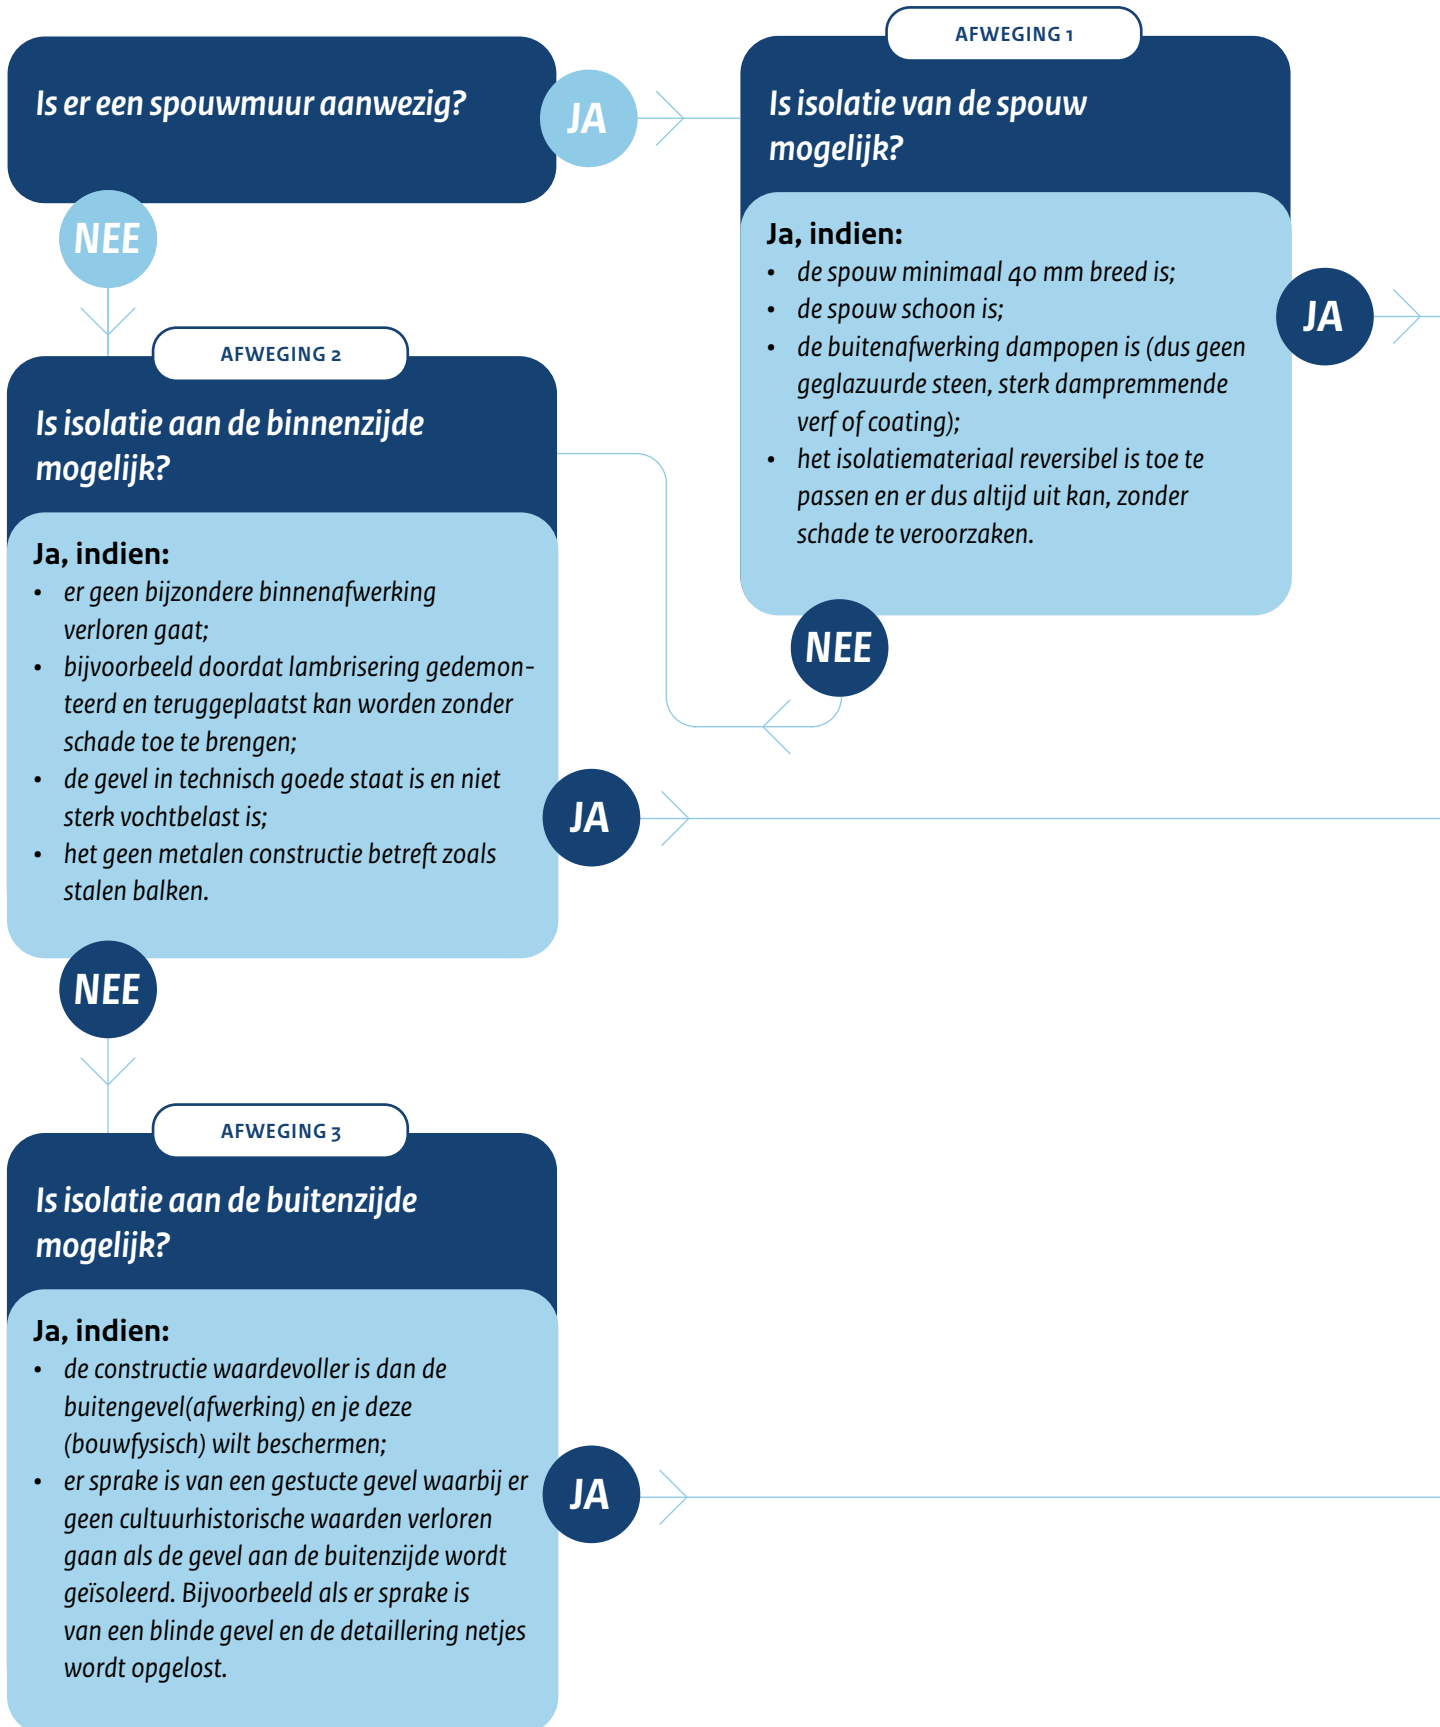 Is er een spouwmuur aanwezig?
JA
NEE
AFWEGING 1
Is isolatie van de spouw
mogelijk?
Ja, indien:
• de spouw minimaal 40 mm breed is;
• de spouw schoon is;
• de buitenafwerking dampopen is (dus geen
geglazuurde steen, sterk dampremmende
verf of coating);
• het isolatiemateriaal reversibel is toe te
passen en er dus altijd uit kan, zonder
schade te veroorzaken.
JA
NEE
AFWEGING 2
Is isolatie aan de binnenzijde
mogelijk?
Ja, indien:
• er geen bijzondere binnenafwerking
verloren gaat;
• bijvoorbeeld doordat lambrisering gedemon-
teerd en teruggeplaatst kan worden zonder
schade toe te brengen;
• de gevel in technisch goede staat is en niet
sterk vochtbelast is;
• het geen metalen constructie betreft zoals
stalen balken.
JA
NEE
AFWEGING 3
Is isolatie aan de buitenzijde
mogelijk?
Ja, indien:
• de constructie waardevoller is dan de
buitengevel(afwerking) en je deze
(bouwfysisch) wilt beschermen;
• er sprake is van een gestucte gevel waarbij er
geen cultuurhistorische waarden verloren
gaan als de gevel aan de buitenzijde wordt
geïsoleerd. Bijvoorbeeld als er sprake is
van een blinde gevel en de detaillering netjes
wordt opgelost.
JA